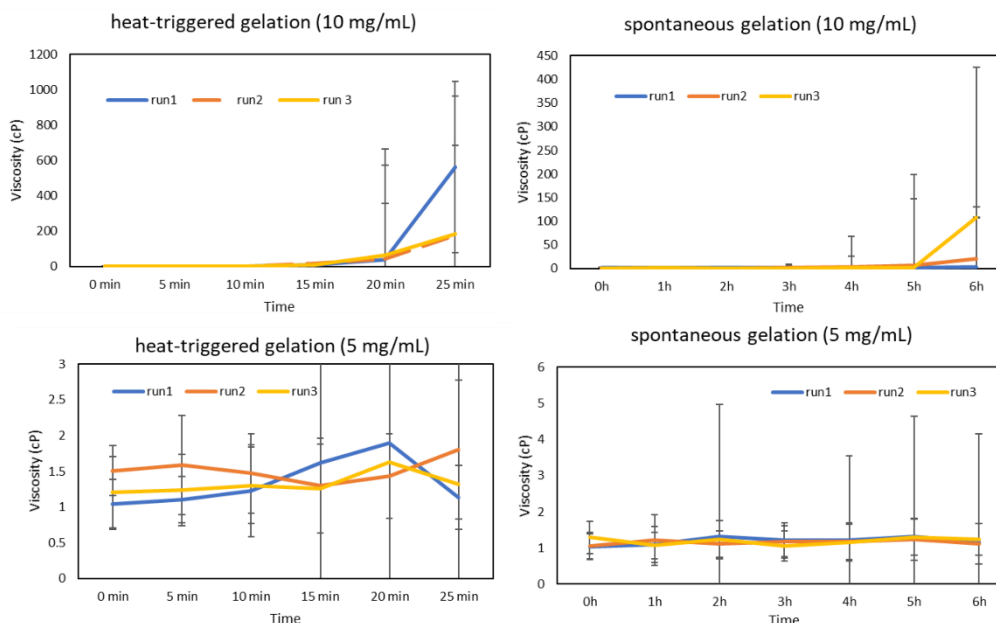 heat-triggered gelation (10 mg/mL)
1200
1000
800
600
400
200
0
Viscosity (cP)
run1 run2 run 3
0 min 5 min 10 min 15 min 20 min 25 min
Time
spontaneous gelation (10 mg/mL)
450
400
350
300
250
200
150
100
50
0
Viscosity (cP)
run1 run2 run3
0h 1h 2h 3h 4h 5h 6h
Time
heat-triggered gelation (5 mg/mL)
3
2.5
2
1.5
1
0.5
0
Viscosity (cP)
run1 run2 run3
0 min 5 min 10 min 15 min 20 min 25 min
Time
spontaneous gelation (5 mg/mL)
6
5
4
3
2
1
0
Viscosity (cP)
run1 run2 run3
0h 1h 2h 3h 4h 5h 6h
Time